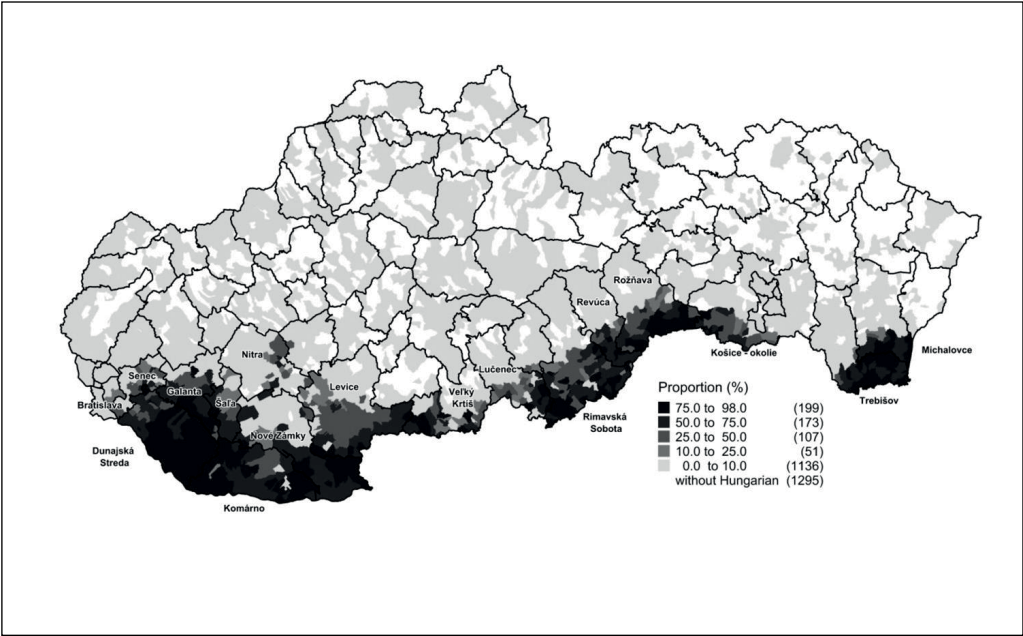 Rožňava
Revúca
Nitra
Košice - okolie
Michalovce
Senec
Lučenec
Levice
Galanta
Veľký
Krtíš
Bratislava
Šaľa
Trebišov
Rimavská
Sobota
Nové Zámky
Dunajská
Streda
Komárno
Proportion (%)
75.0 to 98.0 (199)
50.0 to 75.0 (173)
25.0 to 50.0 (107)
10.0 to 25.0 (51)
0.0 to 10.0 (1136)
without Hungarian (1295)